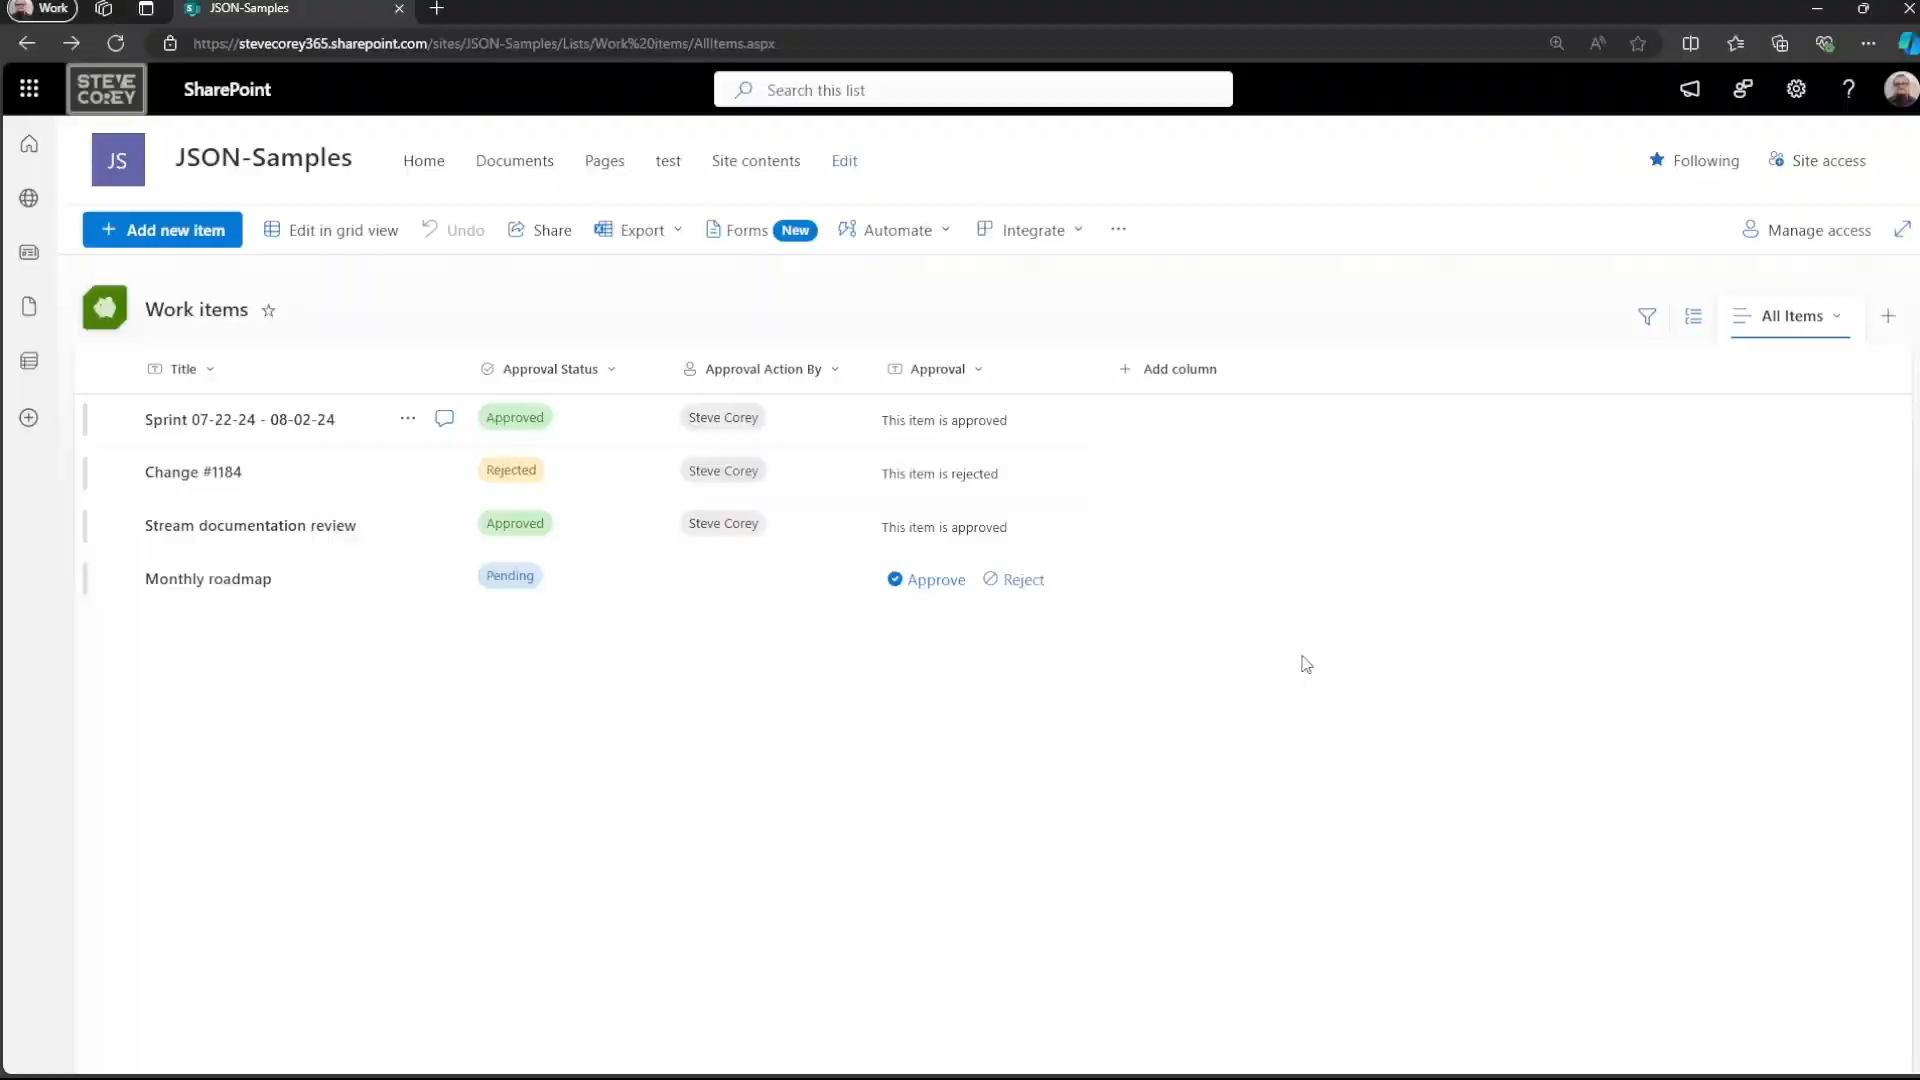 Work JSON-Samples
https://stevecorey365.sharepoint.com/sites/JSON-Samples/Lists/Work%20items/AllItems.aspx
STEVE COREY SharePoint Search this list
JS JSON-Samples Home Documents Pages test Site contents Edit Following Site access
Add new item Edit in grid view Undo Share Export Forms New Automate Integrate Manage access
Work items All Items
Title Approval Status Approval Action By Approval Add column
Sprint 07-22-24 - 08-02-24 Approved Steve Corey This item is approved
Change #1184 Rejected Steve Corey This item is rejected
Stream documentation review Approved Steve Corey This item is approved
Monthly roadmap Pending Approve Reject